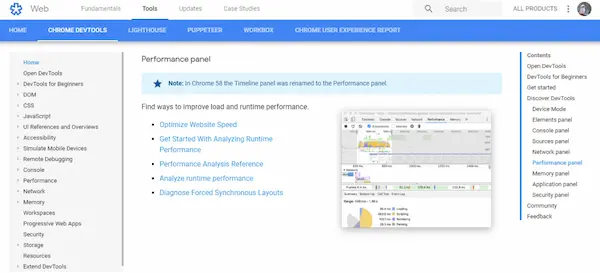 Web
Fundamentals
Tools
Updates
Case Studies
Search
ALL PRODUCTS
HOME
CHROME DEVTOOLS
LIGHTHOUSE
PUPPETEER
WORKBOX
CHROME USER EXPERIENCE REPORT
Home
Open DevTools
DevTools for Beginners
DOM
CSS
JavaScript
UI References and Overviews
Accessibility
Simulate Mobile Devices
Remote Debugging
Console
Performance
Network
Memory
Workspaces
Progressive Web Apps
Security
Storage
Resources
Extend DevTools
Performance panel
Note: In Chrome 58 the Timeline panel was renamed to the Performance panel.
Find ways to improve load and runtime performance.
Optimize Website Speed
Get Started With Analyzing Runtime
Performance
Performance Analysis Reference
Analyze runtime performance
Diagnose Forced Synchronous Layouts
Contents
Open DevTools
DevTools for Beginners
Get started
Discover DevTools
Device Mode
Elements panel
Console panel
Sources panel
Network panel
Performance panel
Memory panel
Application panel
Security panel
Community
Feedback